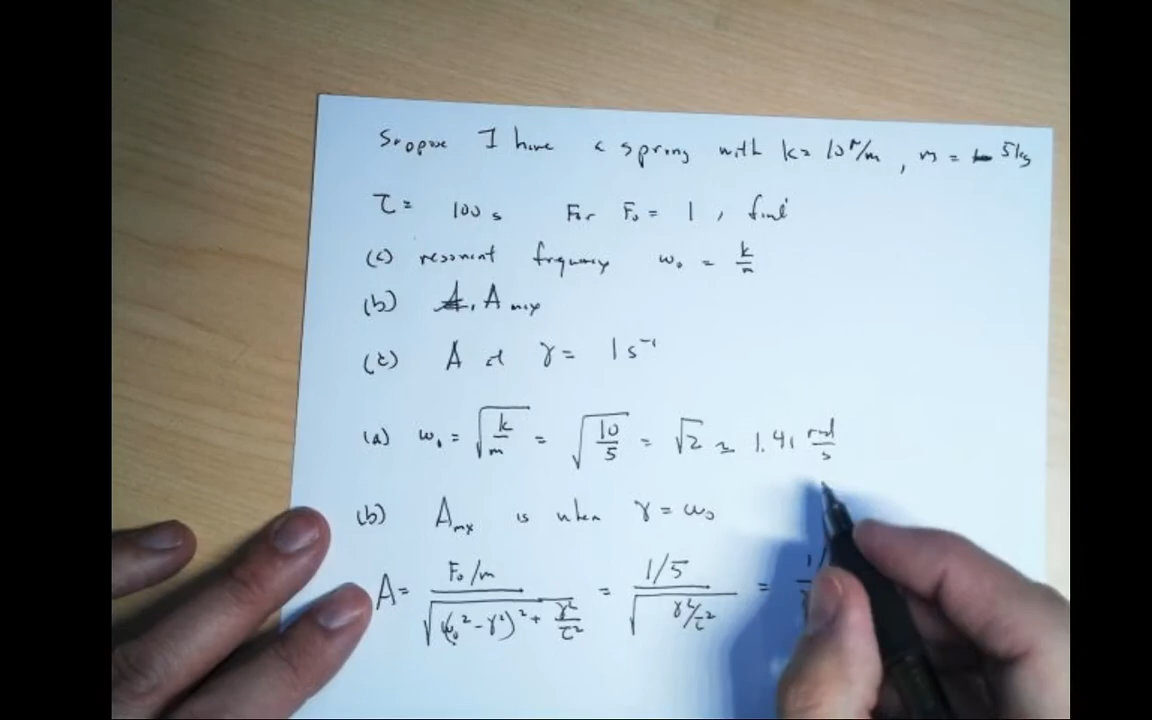 Suppose I have a spring with k = 10 N/m, m = 5 kg
τ = 100 s For F₀ = 1, find
(a) resonant frequency ω₀ = k/m
(b) A max
(c) A at γ = 1 s⁻¹
(a) ω₀ = √(k/m) = √(10/5) = √2 ≈ 1.41 rad/s
(b) Amx is when γ = ω₀
A = (F₀/m)/√((ω₀² - γ²)² + γ²/τ²) = (1/5)/√(γ²/τ²) =